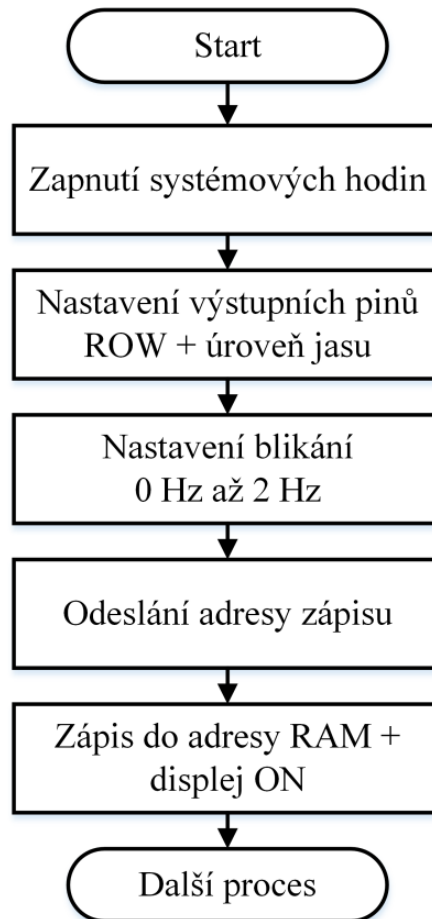 Start
Zapnutí systémových hodin
Nastavení výstupních pinů
ROW + úroveň jasu
Nastavení blikání
0 Hz až 2 Hz
Odeslání adresy zápisu
Zápis do adresy RAM +
displej ON
Další proces